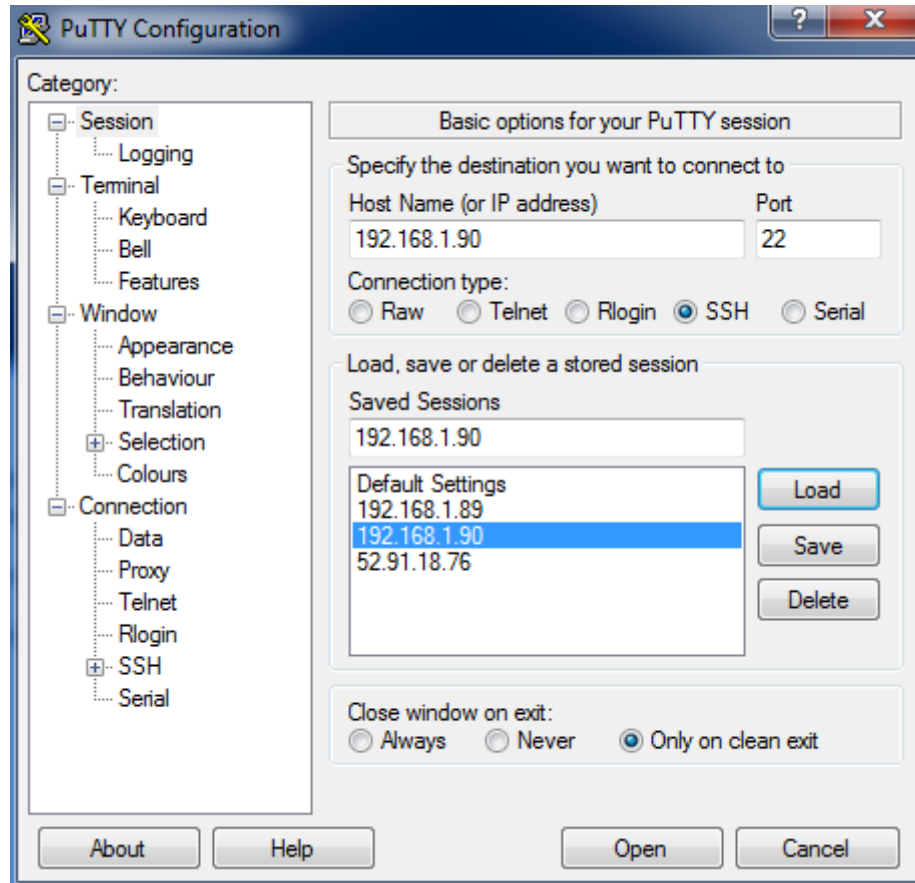 PuTTY Configuration
?
X
Category:
Session
Logging
Terminal
Keyboard
Bell
Features
Window
Appearance
Behaviour
Translation
Selection
Colours
Connection
Data
Proxy
Telnet
Rlogin
SSH
Serial
Basic options for your PuTTY session
Specify the destination you want to connect to
Host Name (or IP address) Port
192.168.1.90 22
Connection type:
Raw Telnet Rlogin SSH Serial
Load, save or delete a stored session
Saved Sessions
192.168.1.90
Default Settings
192.168.1.89
192.168.1.90
52.91.18.76
Load
Save
Delete
Close window on exit:
Always Never Only on clean exit
About Help Open Cancel